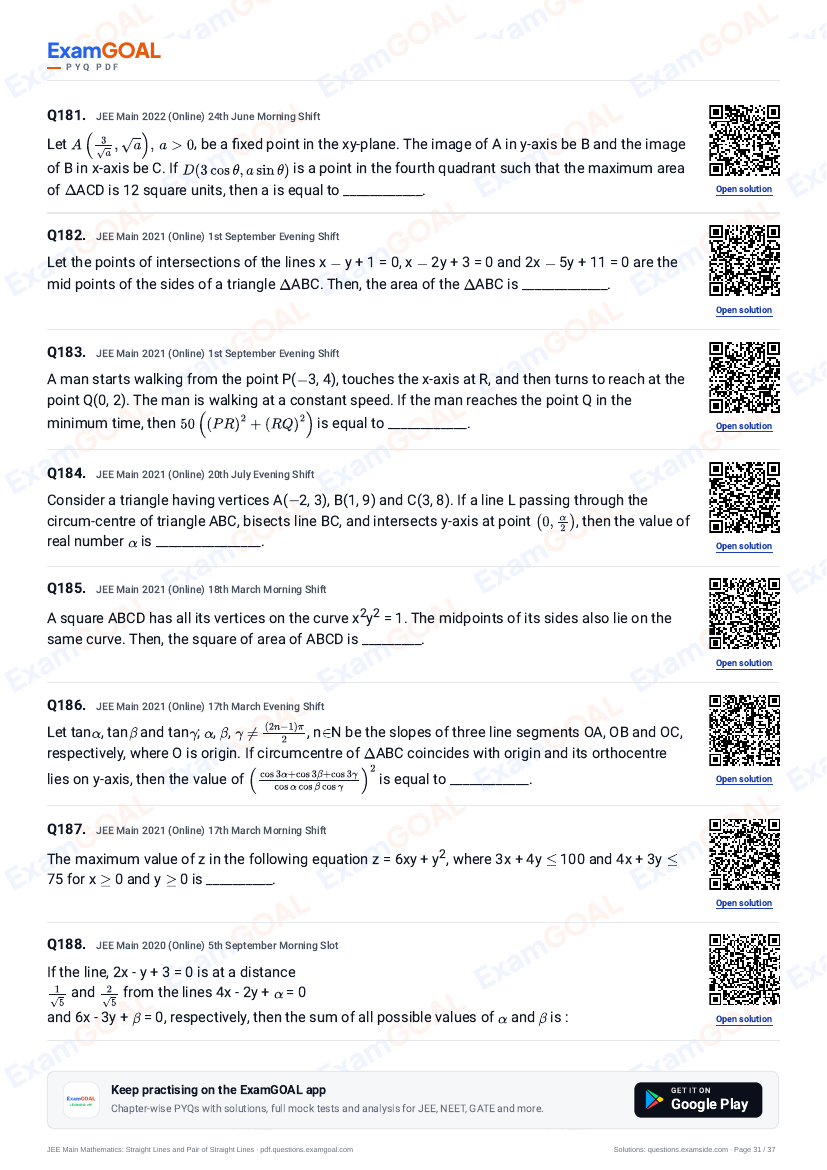 ExamGOAL
PYQ PDF
Q181. JEE Main 2022 (Online) 24th June Morning Shift
Let A (3/√a, √a), a > 0, be a fixed point in the xy-plane. The image of A in y-axis be B and the image
of B in x-axis be C. If D(3 cos θ, a sin θ) is a point in the fourth quadrant such that the maximum area
of ΔACD is 12 square units, then a is equal to ____________.
Open solution
Q182. JEE Main 2021 (Online) 1st September Evening Shift
Let the points of intersections of the lines x − y + 1 = 0, x − 2y + 3 = 0 and 2x − 5y + 11 = 0 are the
mid points of the sides of a triangle ΔABC. Then, the area of the ΔABC is _____________.
Open solution
Q183. JEE Main 2021 (Online) 1st September Evening Shift
A man starts walking from the point P(−3, 4), touches the x-axis at R, and then turns to reach at the
point Q(0, 2). The man is walking at a constant speed. If the man reaches the point Q in the
minimum time, then 50 ((PR)² + (RQ)²) is equal to ____________.
Open solution
Q184. JEE Main 2021 (Online) 20th July Evening Shift
Consider a triangle having vertices A(−2, 3), B(1, 9) and C(3, 8). If a line L passing through the
circum-centre of triangle ABC, bisects line BC, and intersects y-axis at point (0, α/2), then the value of
real number α is ________________.
Open solution
Q185. JEE Main 2021 (Online) 18th March Morning Shift
A square ABCD has all its vertices on the curve x²y² = 1. The midpoints of its sides also lie on the
same curve. Then, the square of area of ABCD is _________.
Open solution
Q186. JEE Main 2021 (Online) 17th March Evening Shift
Let tanα, tanβ and tanγ; α, β, γ ≠ (2n−1)π/2, n∈N be the slopes of three line segments OA, OB and OC,
respectively, where O is origin. If circumcentre of ΔABC coincides with origin and its orthocentre
lies on y-axis, then the value of ((cos 3α+cos 3β+cos 3γ)/(cos α cos β cos γ))² is equal to ____________.
Open solution
Q187. JEE Main 2021 (Online) 17th March Morning Shift
The maximum value of z in the following equation z = 6xy + y², where 3x + 4y ≤ 100 and 4x + 3y ≤
75 for x ≥ 0 and y ≥ 0 is __________.
Open solution
Q188. JEE Main 2020 (Online) 5th September Morning Slot
If the line, 2x - y + 3 = 0 is at a distance
1/√5 and 2/√5 from the lines 4x - 2y + α = 0
and 6x - 3y + β = 0, respectively, then the sum of all possible values of α and β is :
Open solution
Keep practising on the ExamGOAL app
Chapter-wise PYQs with solutions, full mock tests and analysis for JEE, NEET, GATE and more.
ExamGOAL
GET IT ON
Google Play
JEE Main Mathematics: Straight Lines and Pair of Straight Lines · pdf.questions.examgoal.com
Solutions: questions.examside.com · Page 31 / 37